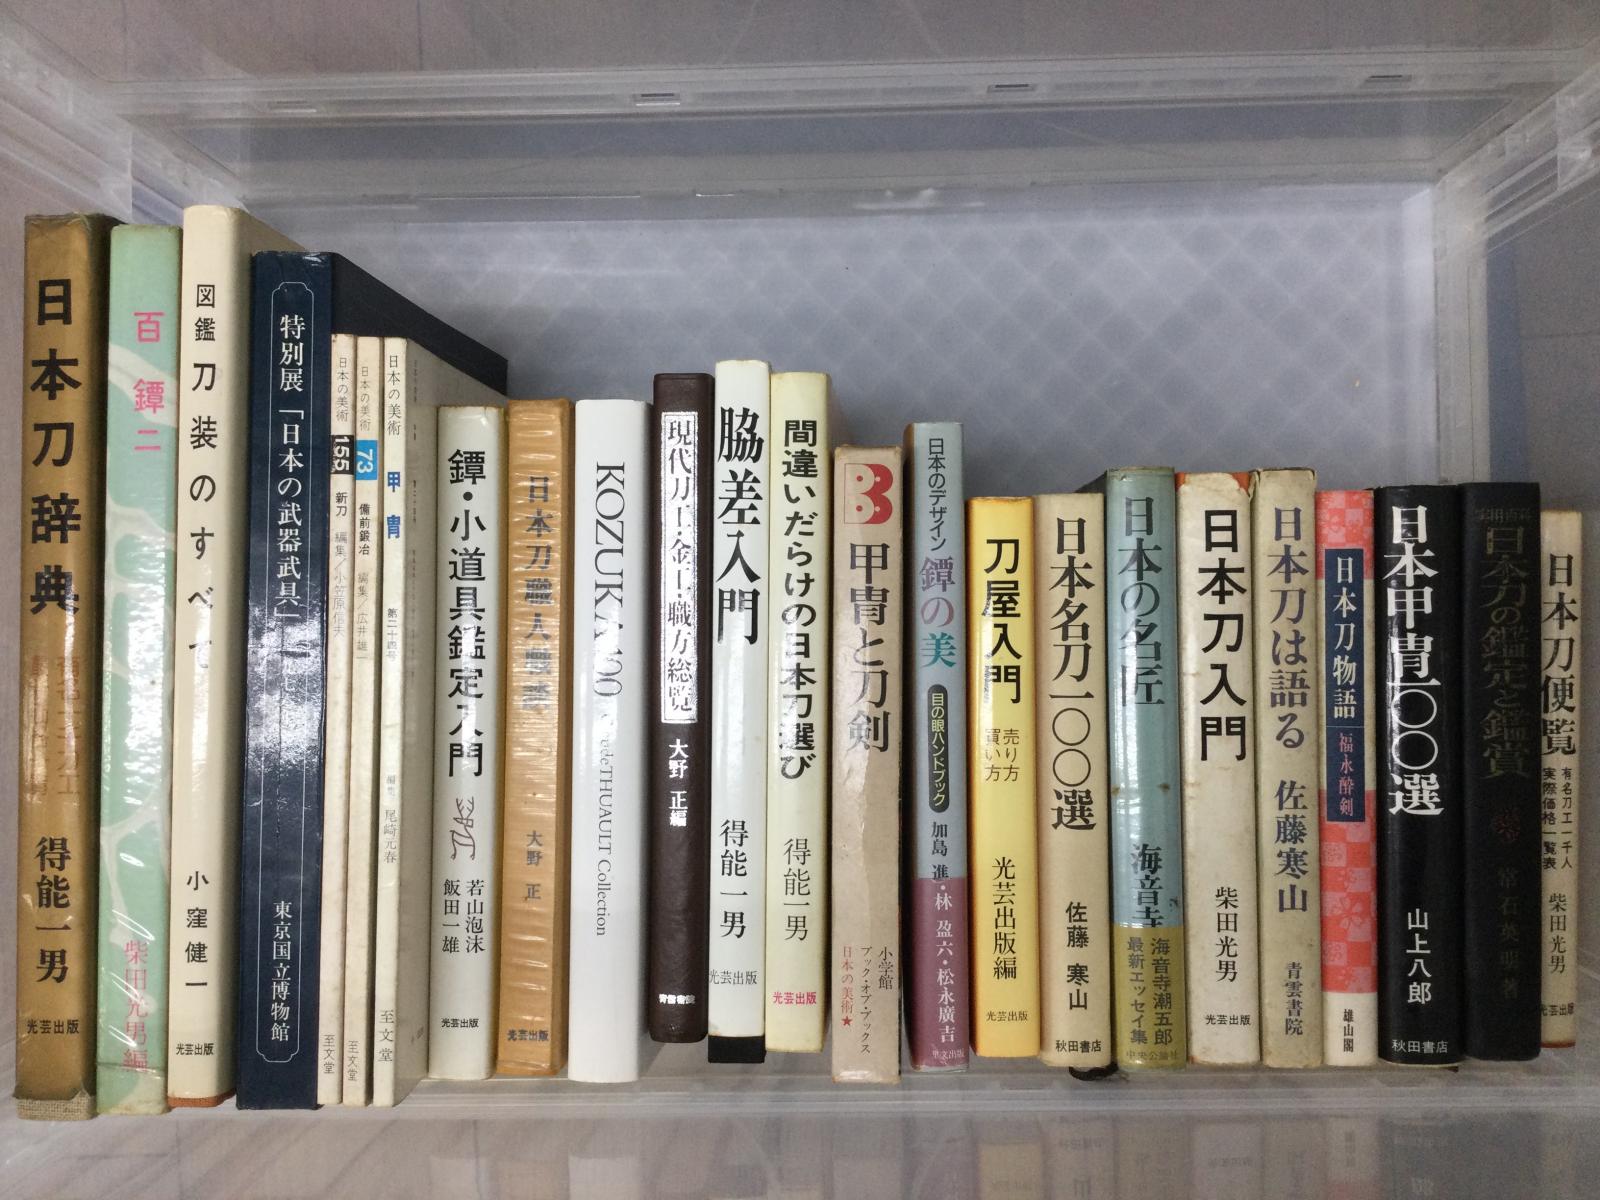 日本刀辞典
得能一男
光芸出版
百鐔二
柴田光男編
図鑑 刀装のすべて
小窪健一
光芸出版
特別展「日本の武器武具」
東京国立博物館
日本の美術
155
新刀
編集/小笠原信夫
至文堂
日本の美術
73
備前鍛冶
編集/広井雄一
至文堂
日本の美術
甲冑
第二十四号
編集 尾崎元春
至文堂
鐔・小道具鑑定入門
若山泡沫
飯田一雄
光芸出版
日本刀職人職談
大野 正
光芸出版
KOZUKA
de THUAULT Collection
現代刀工・金工・職方総覧
大野 正編
青雲書院
脇差入門
得能一男
光芸出版
間違いだらけの日本刀選び
得能一男
光芸出版
B
甲冑と刀剣
小学館
ブック・オブ・ブックス
日本の美術★
日本のデザイン
鐔の美
目の眼ハンドブック
加島 進・林 盈六・松永廣吉
里文出版
刀屋入門
売り方
買い方
光芸出版編
光芸出版
日本名刀一〇〇選
佐藤 寒山
秋田書店
日本の名匠
海音寺
海音寺潮五郎
最新エッセイ集
中央公論社
日本刀入門
柴田光男
光芸出版
日本刀は語る
佐藤寒山
青雲書院
日本刀物語
福永酔剣
雄山閣
日本甲冑一〇〇選
山上八郎
秋田書店
日本刀の鑑定と鑑賞
常石英明著
日本刀便覧
有名刀工一千人
実際価格一覧表
柴田光男
光芸出版